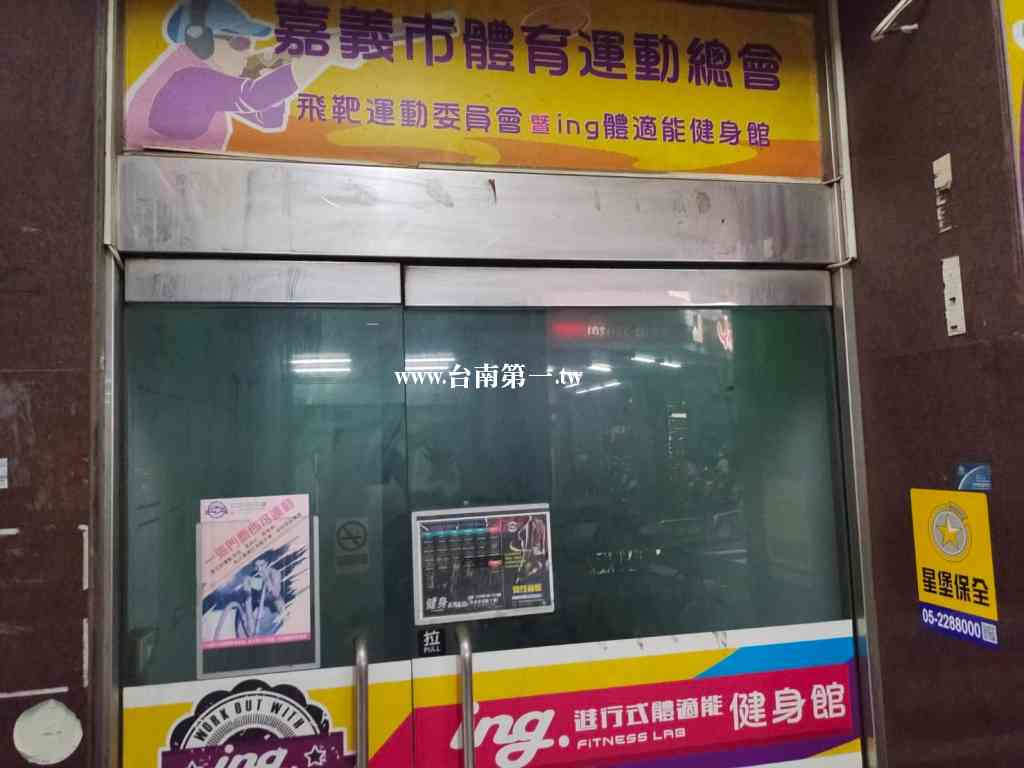 嘉義市體育運動總會
飛靶運動委員會暨ing體適能健身館
www.台南第一.tw
健身
拉
PULL
星堡保全
05-2288000
WORK OUT WITH
ing
ing.
進行式體適能
健身館
FITNESS LAB